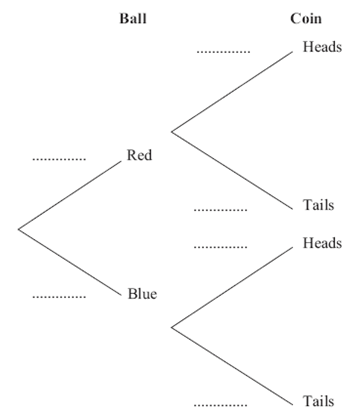 Ball Coin
............. Heads
............. Red
............. Tails
............. Heads
............. Blue
............. Tails